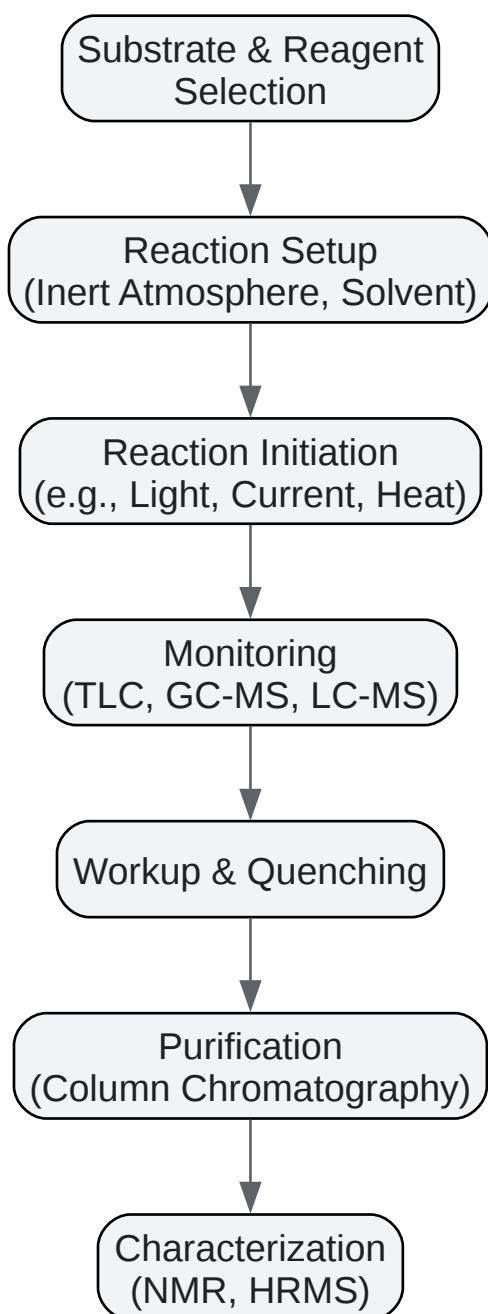 Substrate & Reagent
Selection
Reaction Setup
(Inert Atmosphere, Solvent)
Reaction Initiation
(e.g., Light, Current, Heat)
Monitoring
(TLC, GC-MS, LC-MS)
Workup & Quenching
Purification
(Column Chromatography)
Characterization
(NMR, HRMS)